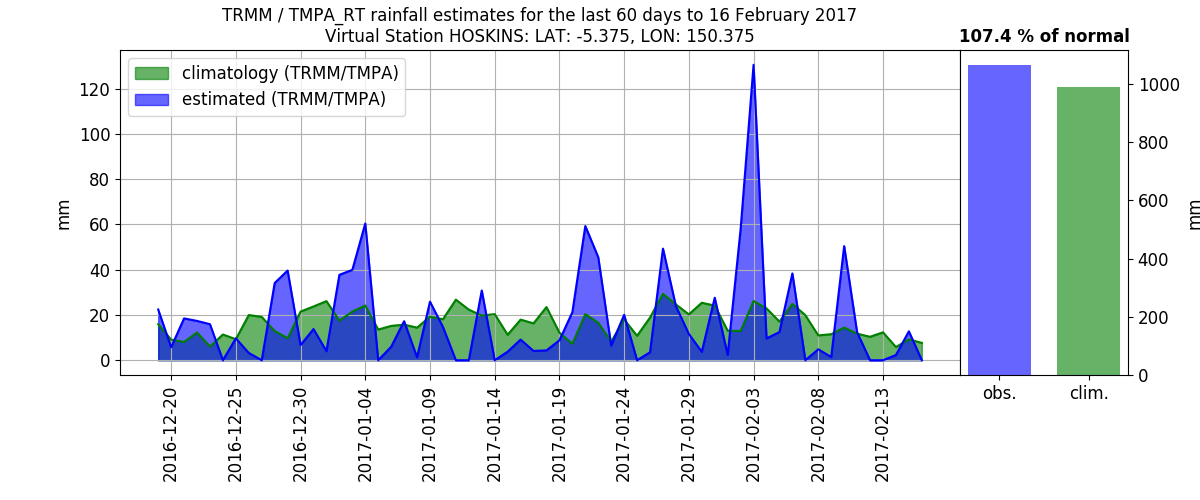 TRMM / TMPA_RT rainfall estimates for the last 60 days to 16 February 2017
Virtual Station HOSKINS: LAT: -5.375, LON: 150.375
107.4 % of normal
climatology (TRMM/TMPA)
estimated (TRMM/TMPA)
mm
120
100
80
60
40
20
0
2016-12-20
2016-12-25
2016-12-30
2017-01-04
2017-01-09
2017-01-14
2017-01-19
2017-01-24
2017-01-29
2017-02-03
2017-02-08
2017-02-13
1000
800
600
400
200
0
mm
obs.
clim.